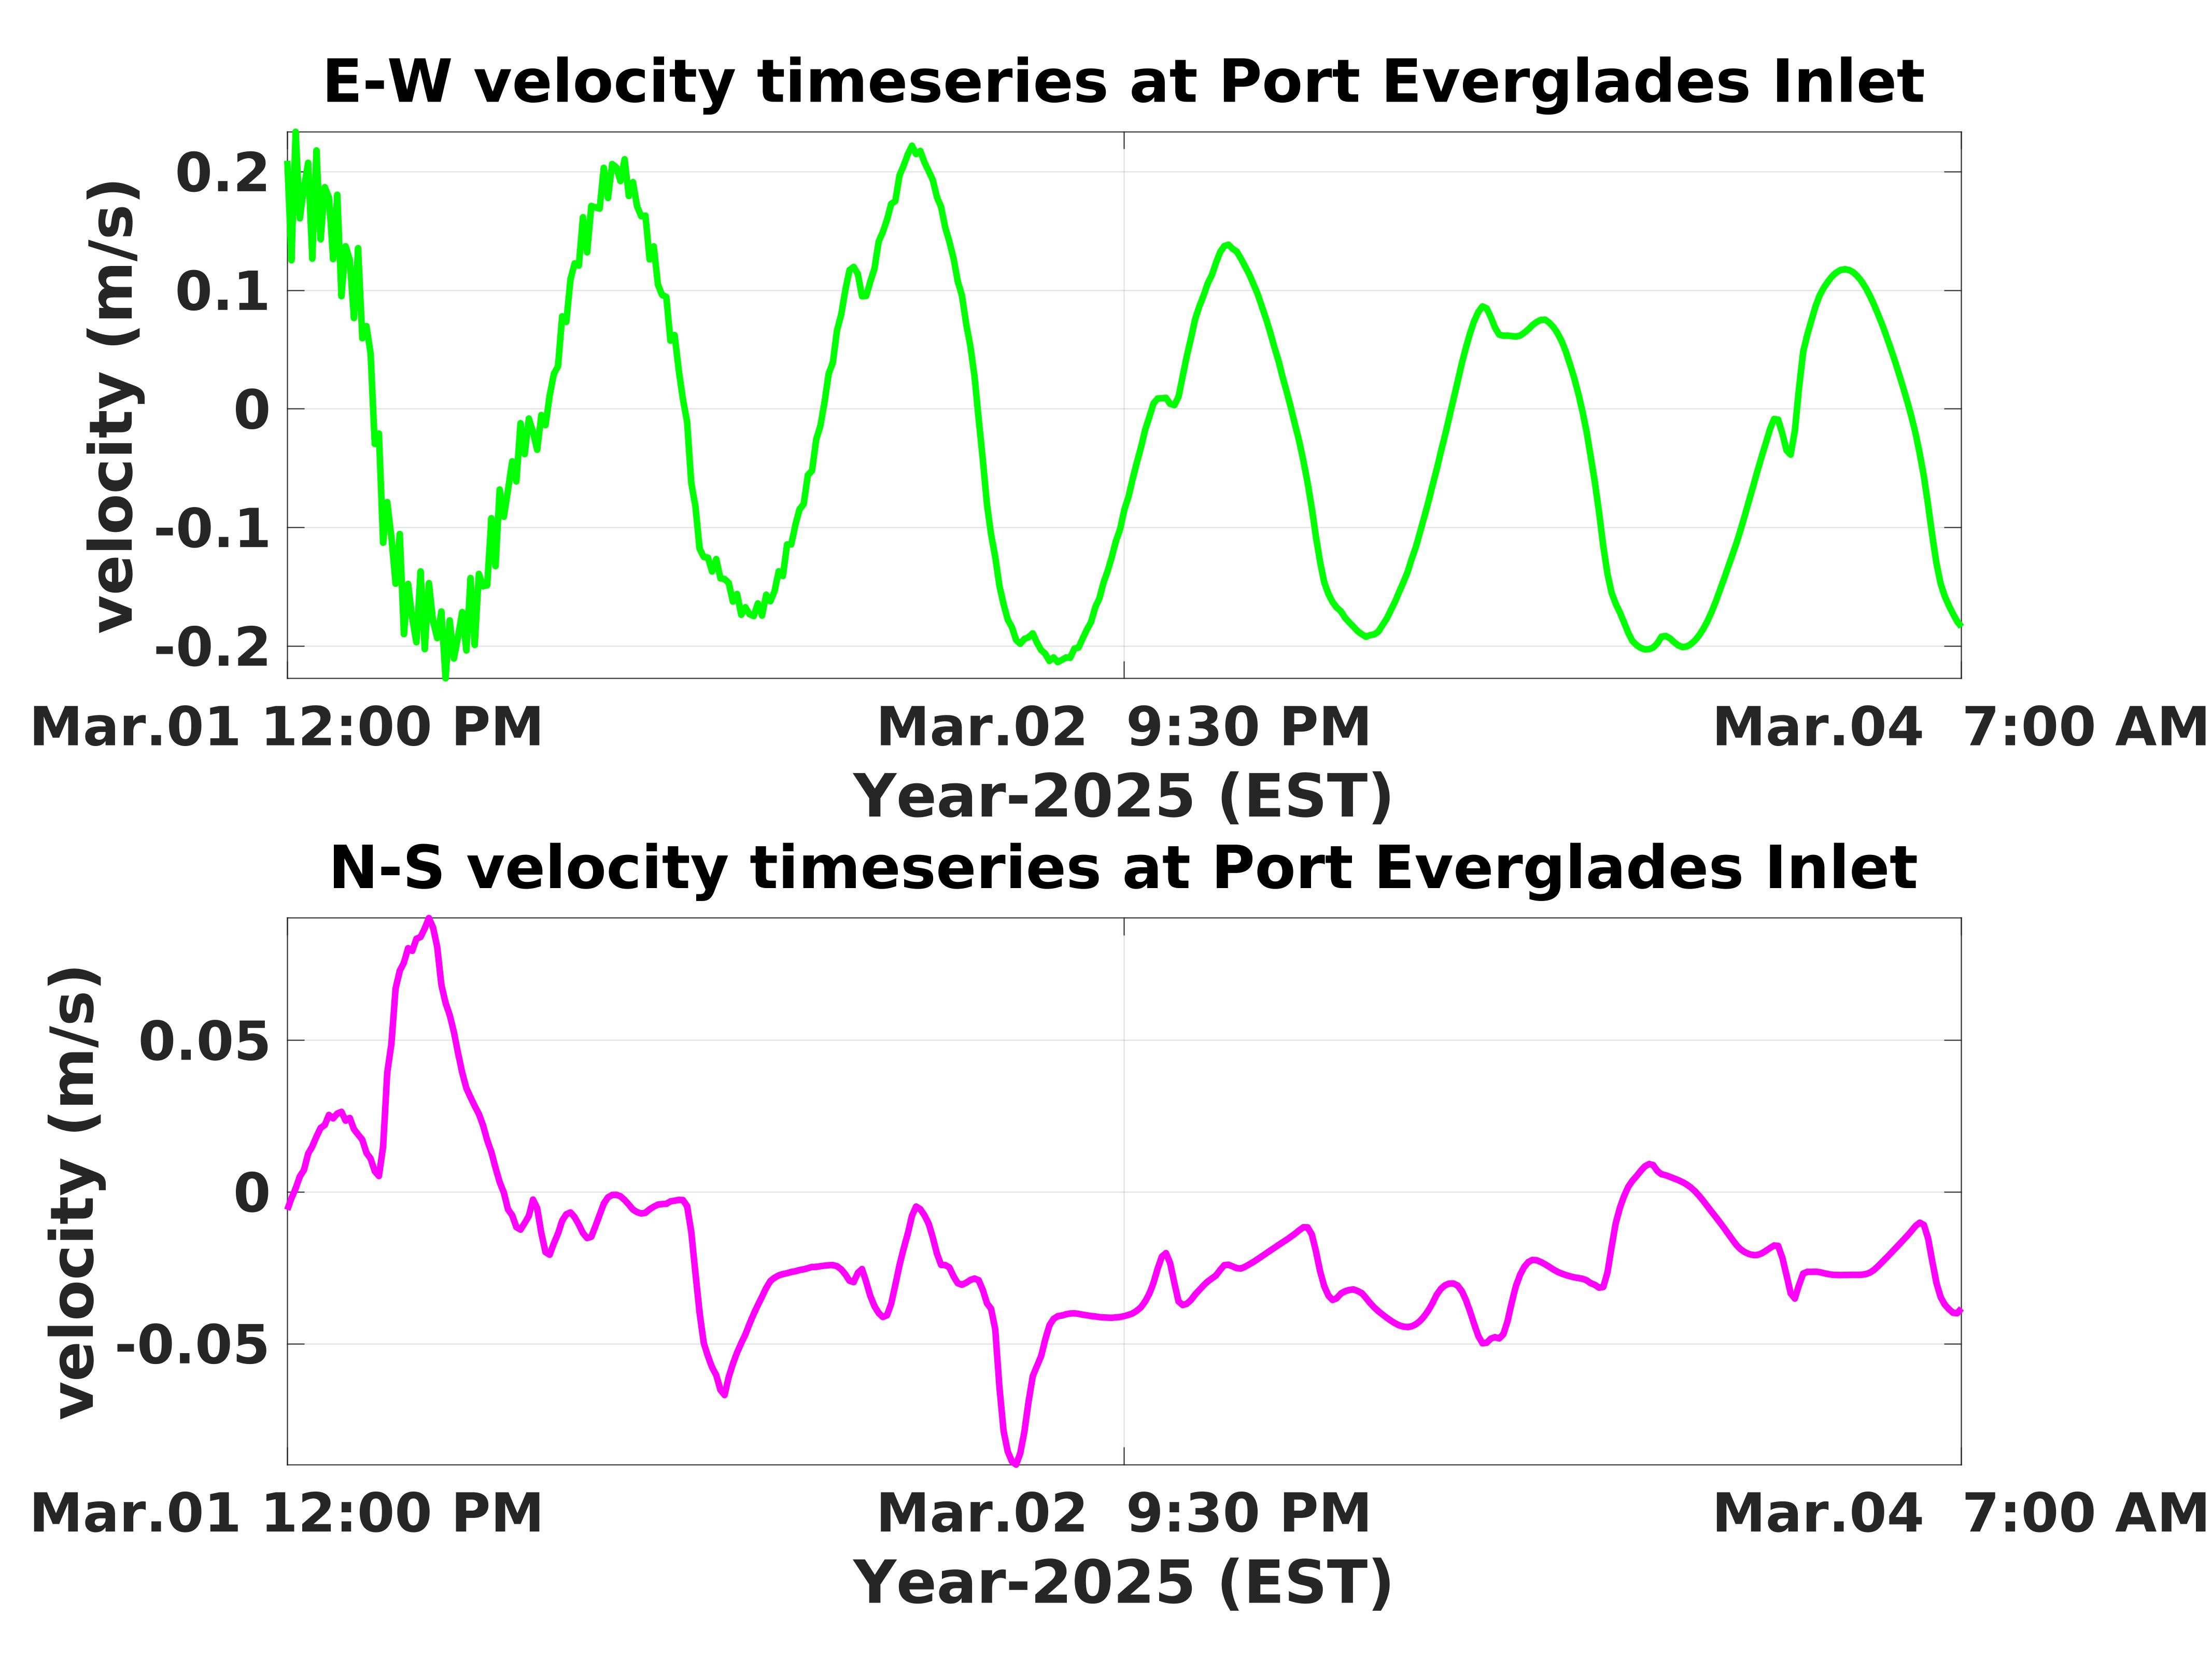 E-W velocity timeseries at Port Everglades Inlet
velocity (m/s)
0.2
0.1
0
-0.1
-0.2
Mar.01 12:00 PM
Mar.02  9:30 PM
Mar.04  7:00 AM
Year-2025 (EST)
N-S velocity timeseries at Port Everglades Inlet
velocity (m/s)
0.05
0
-0.05
Mar.01 12:00 PM
Mar.02  9:30 PM
Mar.04  7:00 AM
Year-2025 (EST)